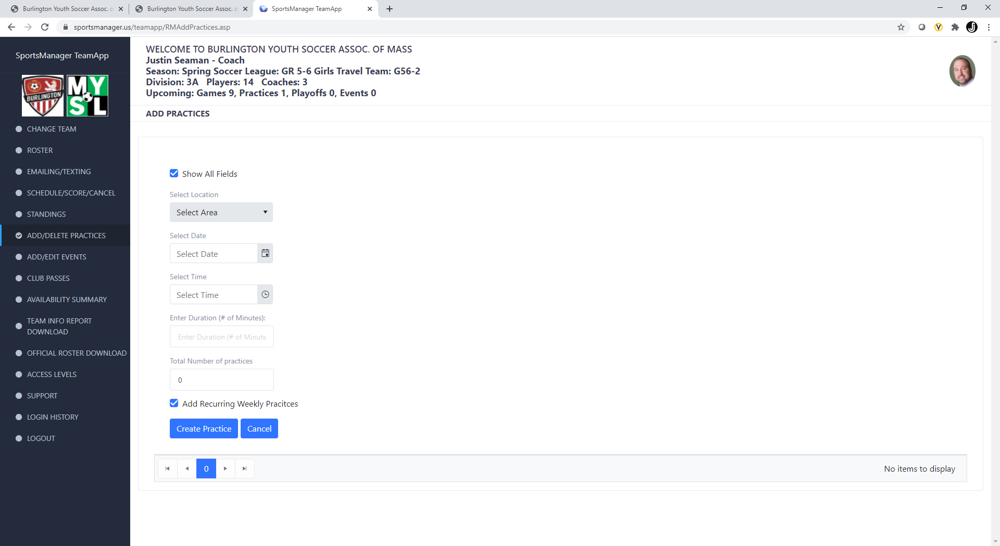 Burlington Youth Soccer Assoc. o
Burlington Youth Soccer Assoc. o
SportsManager TeamApp
sportsmanager.us/teamapp/RMAddPractices.asp
SportsManager TeamApp
BURLINGTON
MY
SL
CHANGE TEAM
ROSTER
EMAILING/TEXTING
SCHEDULE/SCORE/CANCEL
STANDINGS
ADD/DELETE PRACTICES
ADD/EDIT EVENTS
CLUB PASSES
AVAILABILITY SUMMARY
TEAM INFO REPORT
DOWNLOAD
OFFICIAL ROSTER DOWNLOAD
ACCESS LEVELS
SUPPORT
LOGIN HISTORY
LOGOUT
WELCOME TO BURLINGTON YOUTH SOCCER ASSOC. OF MASS
Justin Seaman - Coach
Season: Spring Soccer League: GR 5-6 Girls Travel Team: G56-2
Division: 3A Players: 14 Coaches: 3
Upcoming: Games 9, Practices 1, Playoffs 0, Events 0
ADD PRACTICES
Show All Fields
Select Location
Select Area
Select Date
Select Date
Select Time
Select Time
Enter Duration (# of Minutes):
Enter Duration (# of Minute
Total Number of practices
0
Add Recurring Weekly Pracitces
Create Practice Cancel
0 No items to display